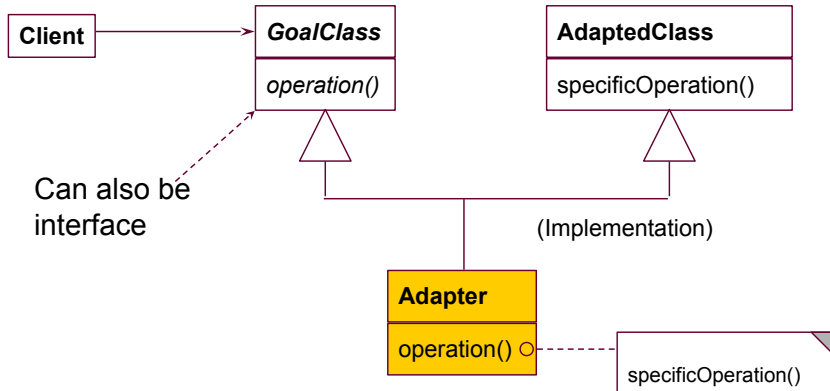 Client
GoalClass
AdaptedClass
operation()
specificOperation()
Can also be
interface
(Implementation)
Adapter
operation()
specificOperation()